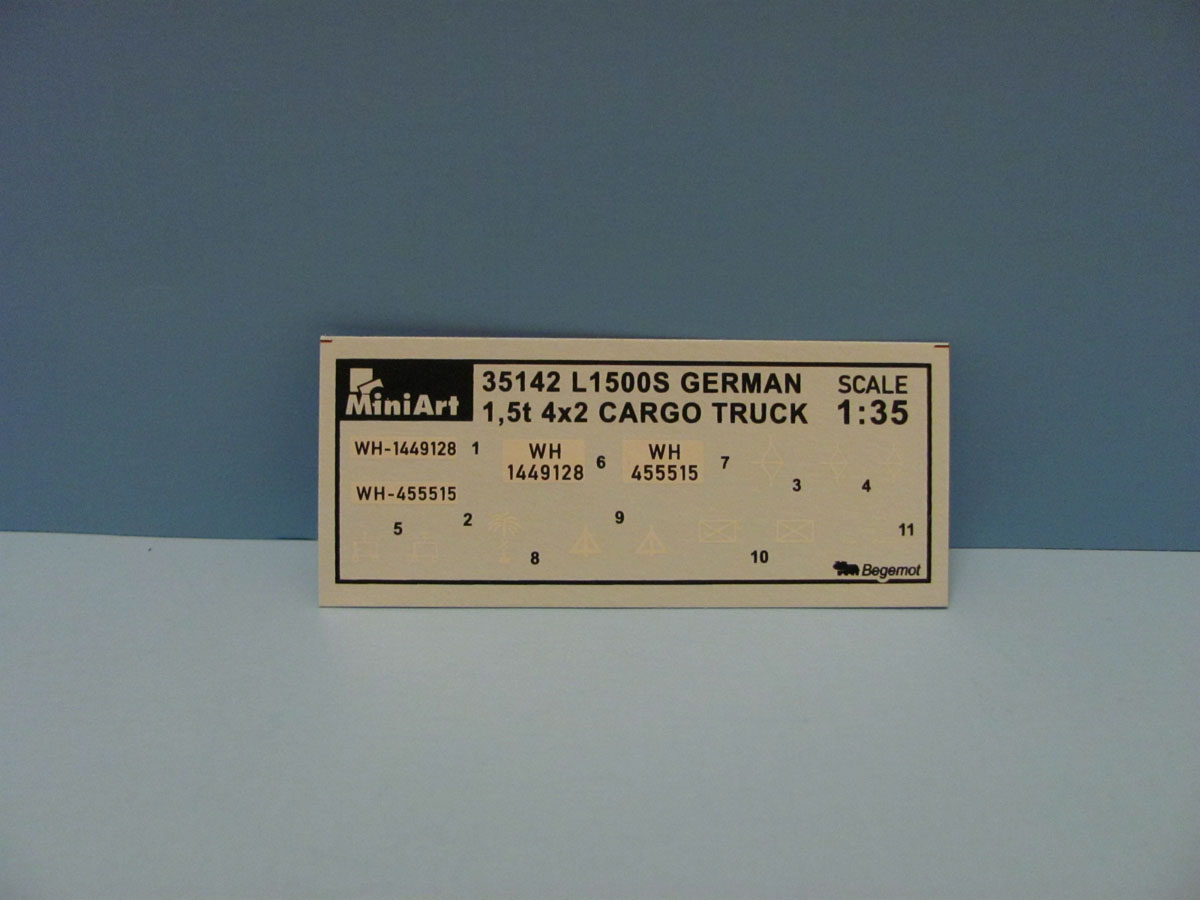 MiniArt
35142 L1500S GERMAN
1,5t 4x2 CARGO TRUCK
SCALE
1:35
WH-1449128 1
WH
1449128
6
WH
455515
7
3
4
WH-455515
2
5
8
9
10
11
Begemot